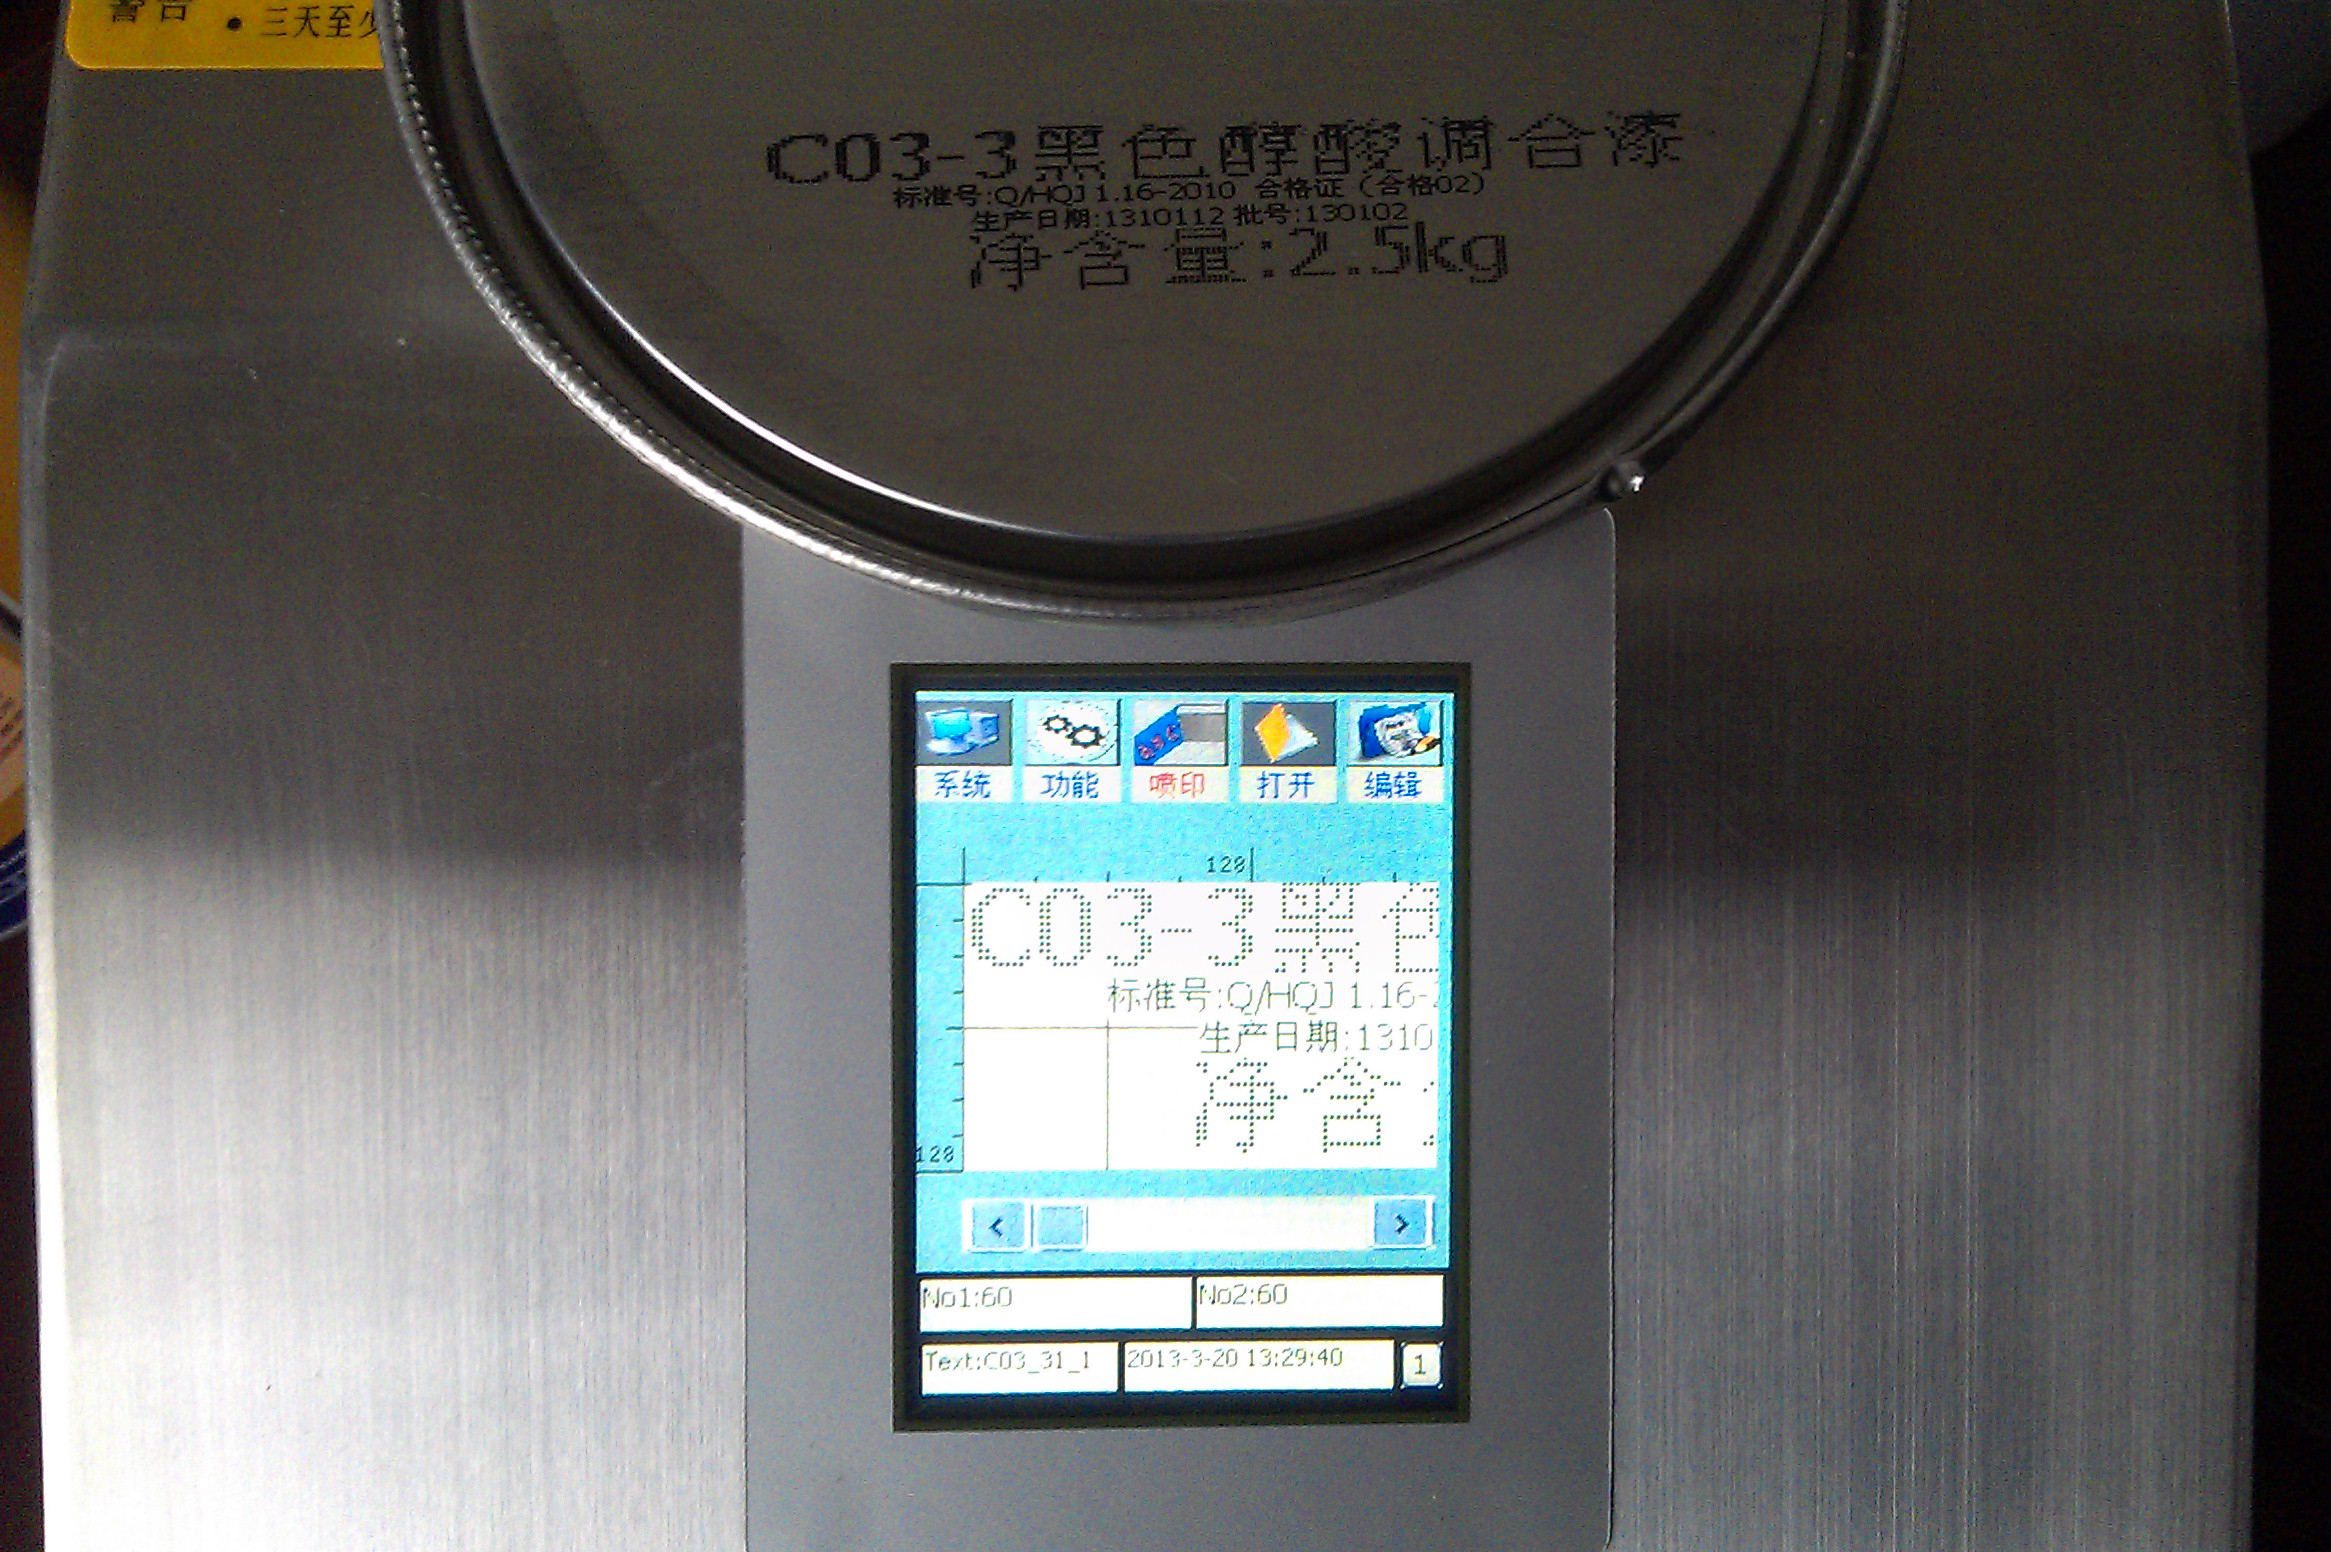 警告 • 三天至少
C03-3黑色醇酸调合漆
标准号:Q/HQJ 1.16-2010 合格证（合格02）
生产日期:1310112 批号:130102
净含量:2.5kg
系统 功能 喷印 打开 编辑
128
C03-3黑色
标准号:Q/HQJ 1.16-
生产日期:1310
净含
128
No1:60 No2:60
Text:C03_31_1 2013-3-20 13:29:40 1